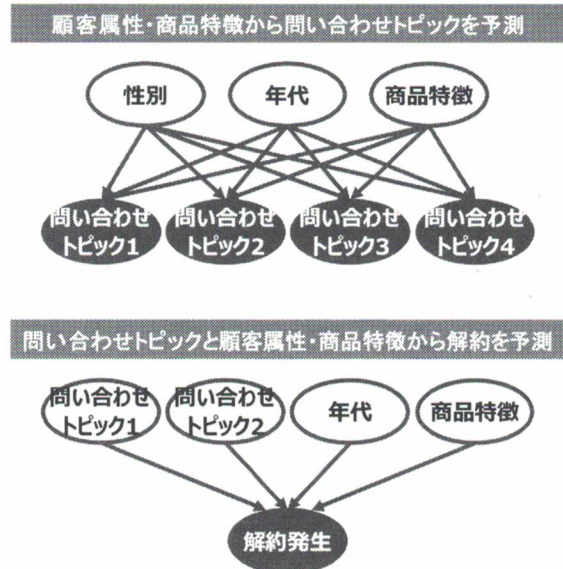 顧客属性・商品特徴から問い合わせトピックを予測
性別
年代
商品特徴
問い合わせ
トピック1
問い合わせ
トピック2
問い合わせ
トピック3
問い合わせ
トピック4
問い合わせトピックと顧客属性・商品特徴から解約を予測
問い合わせ
トピック1
問い合わせ
トピック2
年代
商品特徴
解約発生